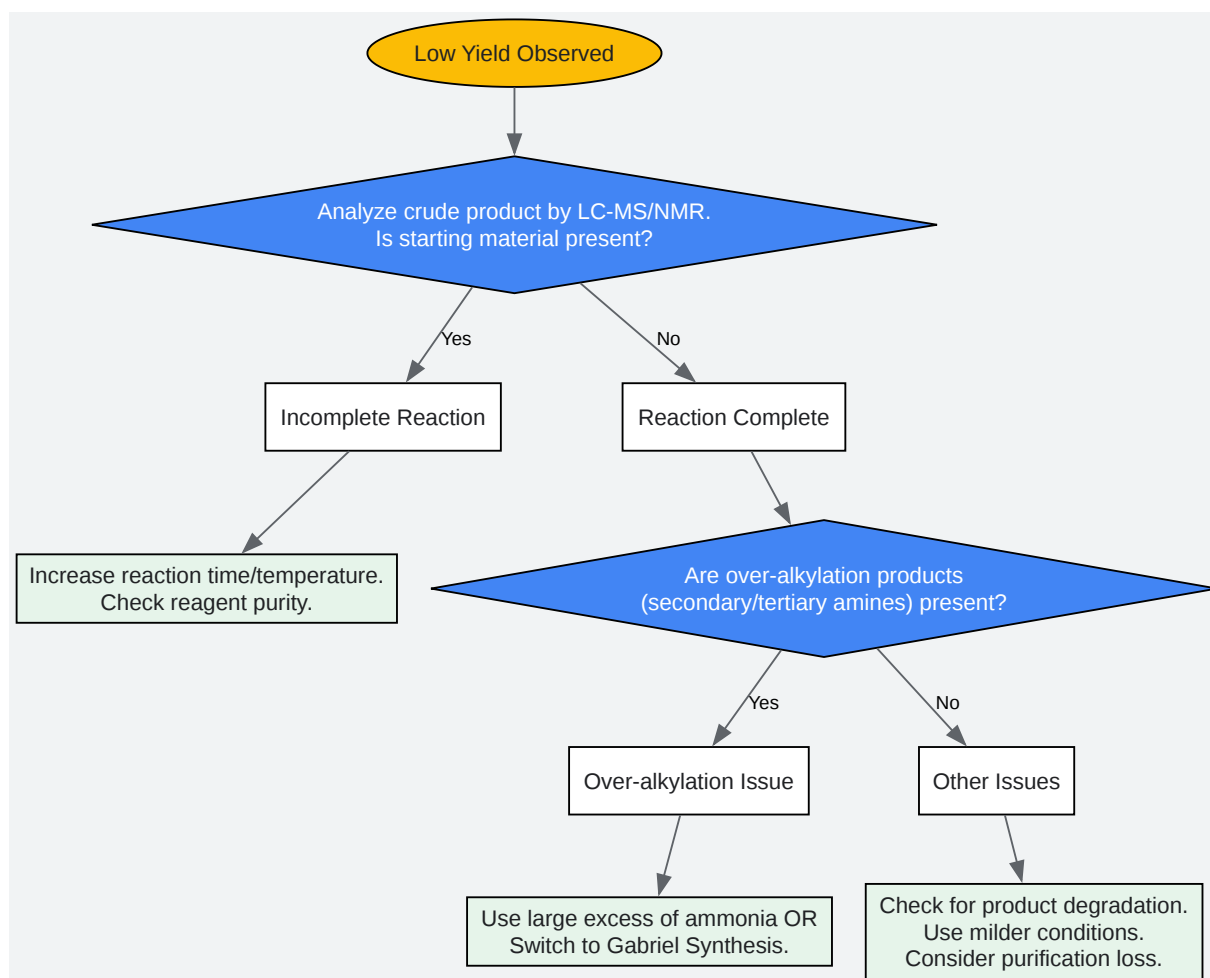 Low Yield Observed
Analyze crude product by LC-MS/NMR.
Is starting material present?
Yes
No
Incomplete Reaction
Reaction Complete
Increase reaction time/temperature.
Check reagent purity.
Are over-alkylation products
(secondary/tertiary amines) present?
Yes
No
Over-alkylation Issue
Other Issues
Use large excess of ammonia OR
Switch to Gabriel Synthesis.
Check for product degradation.
Use milder conditions.
Consider purification loss.